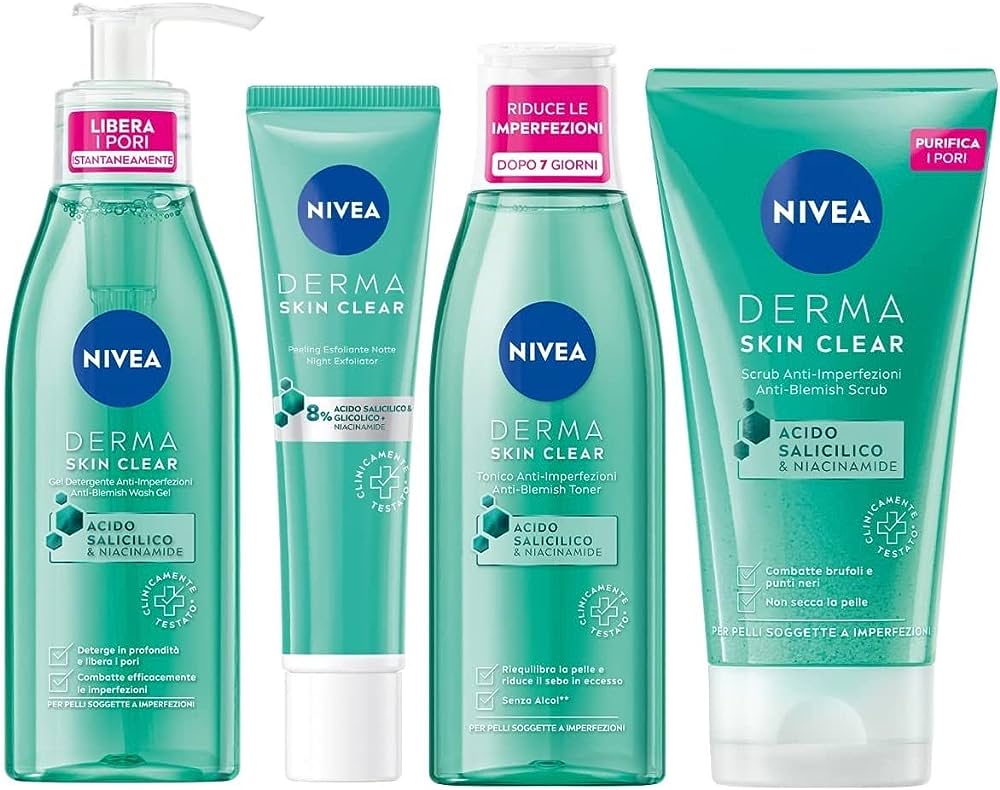 LIBERA
I PORI
ISTANTANEAMENTE
NIVEA
DERMA
SKIN CLEAR
Gel Detergente Anti-Imperfezioni
Anti-Blemish Wash Gel
ACIDO
SALICILICO
& NIACINAMIDE
CLINICAMENTE
TESTATO*
Deterge in profondità
e libera i pori
Combatte efficacemente
le imperfezioni
PER PELLI SOGGETTE A IMPERFEZIONI
NIVEA
DERMA
SKIN CLEAR
Peeling Esfoliante Notte
Night Exfoliator
8% ACIDO SALICILICO &
GLICOLICO +
NIACINAMIDE
CLINICAMENTE
TESTATO*
RIDUCE LE
IMPERFEZIONI
DOPO 7 GIORNI
NIVEA
DERMA
SKIN CLEAR
Tonico Anti-Imperfezioni
Anti-Blemish Toner
ACIDO
SALICILICO
& NIACINAMIDE
CLINICAMENTE
TESTATO*
Riequilibra la pelle e
riduce il sebo in eccesso
Senza Alcol**
PER PELLI SOGGETTE A IMPERFEZIONI
PURIFICA
I PORI
NIVEA
DERMA
SKIN CLEAR
Scrub Anti-Imperfezioni
Anti-Blemish Scrub
ACIDO
SALICILICO
& NIACINAMIDE
CLINICAMENTE
TESTATO*
Combatte brufoli e
punti neri
Non secca la pelle
PER PELLI SOGGETTE A IMPERFEZIONI